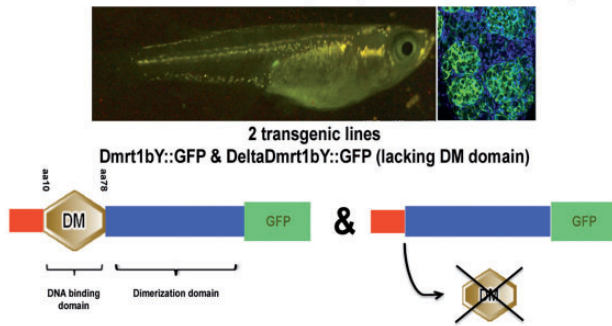 2 transgenic lines
Dmrt1bY::GFP & DeltaDmrt1bY::GFP (lacking DM domain)
aa10
aa78
DM
GFP
&
GFP
DNA binding
domain
Dimerization domain
DM